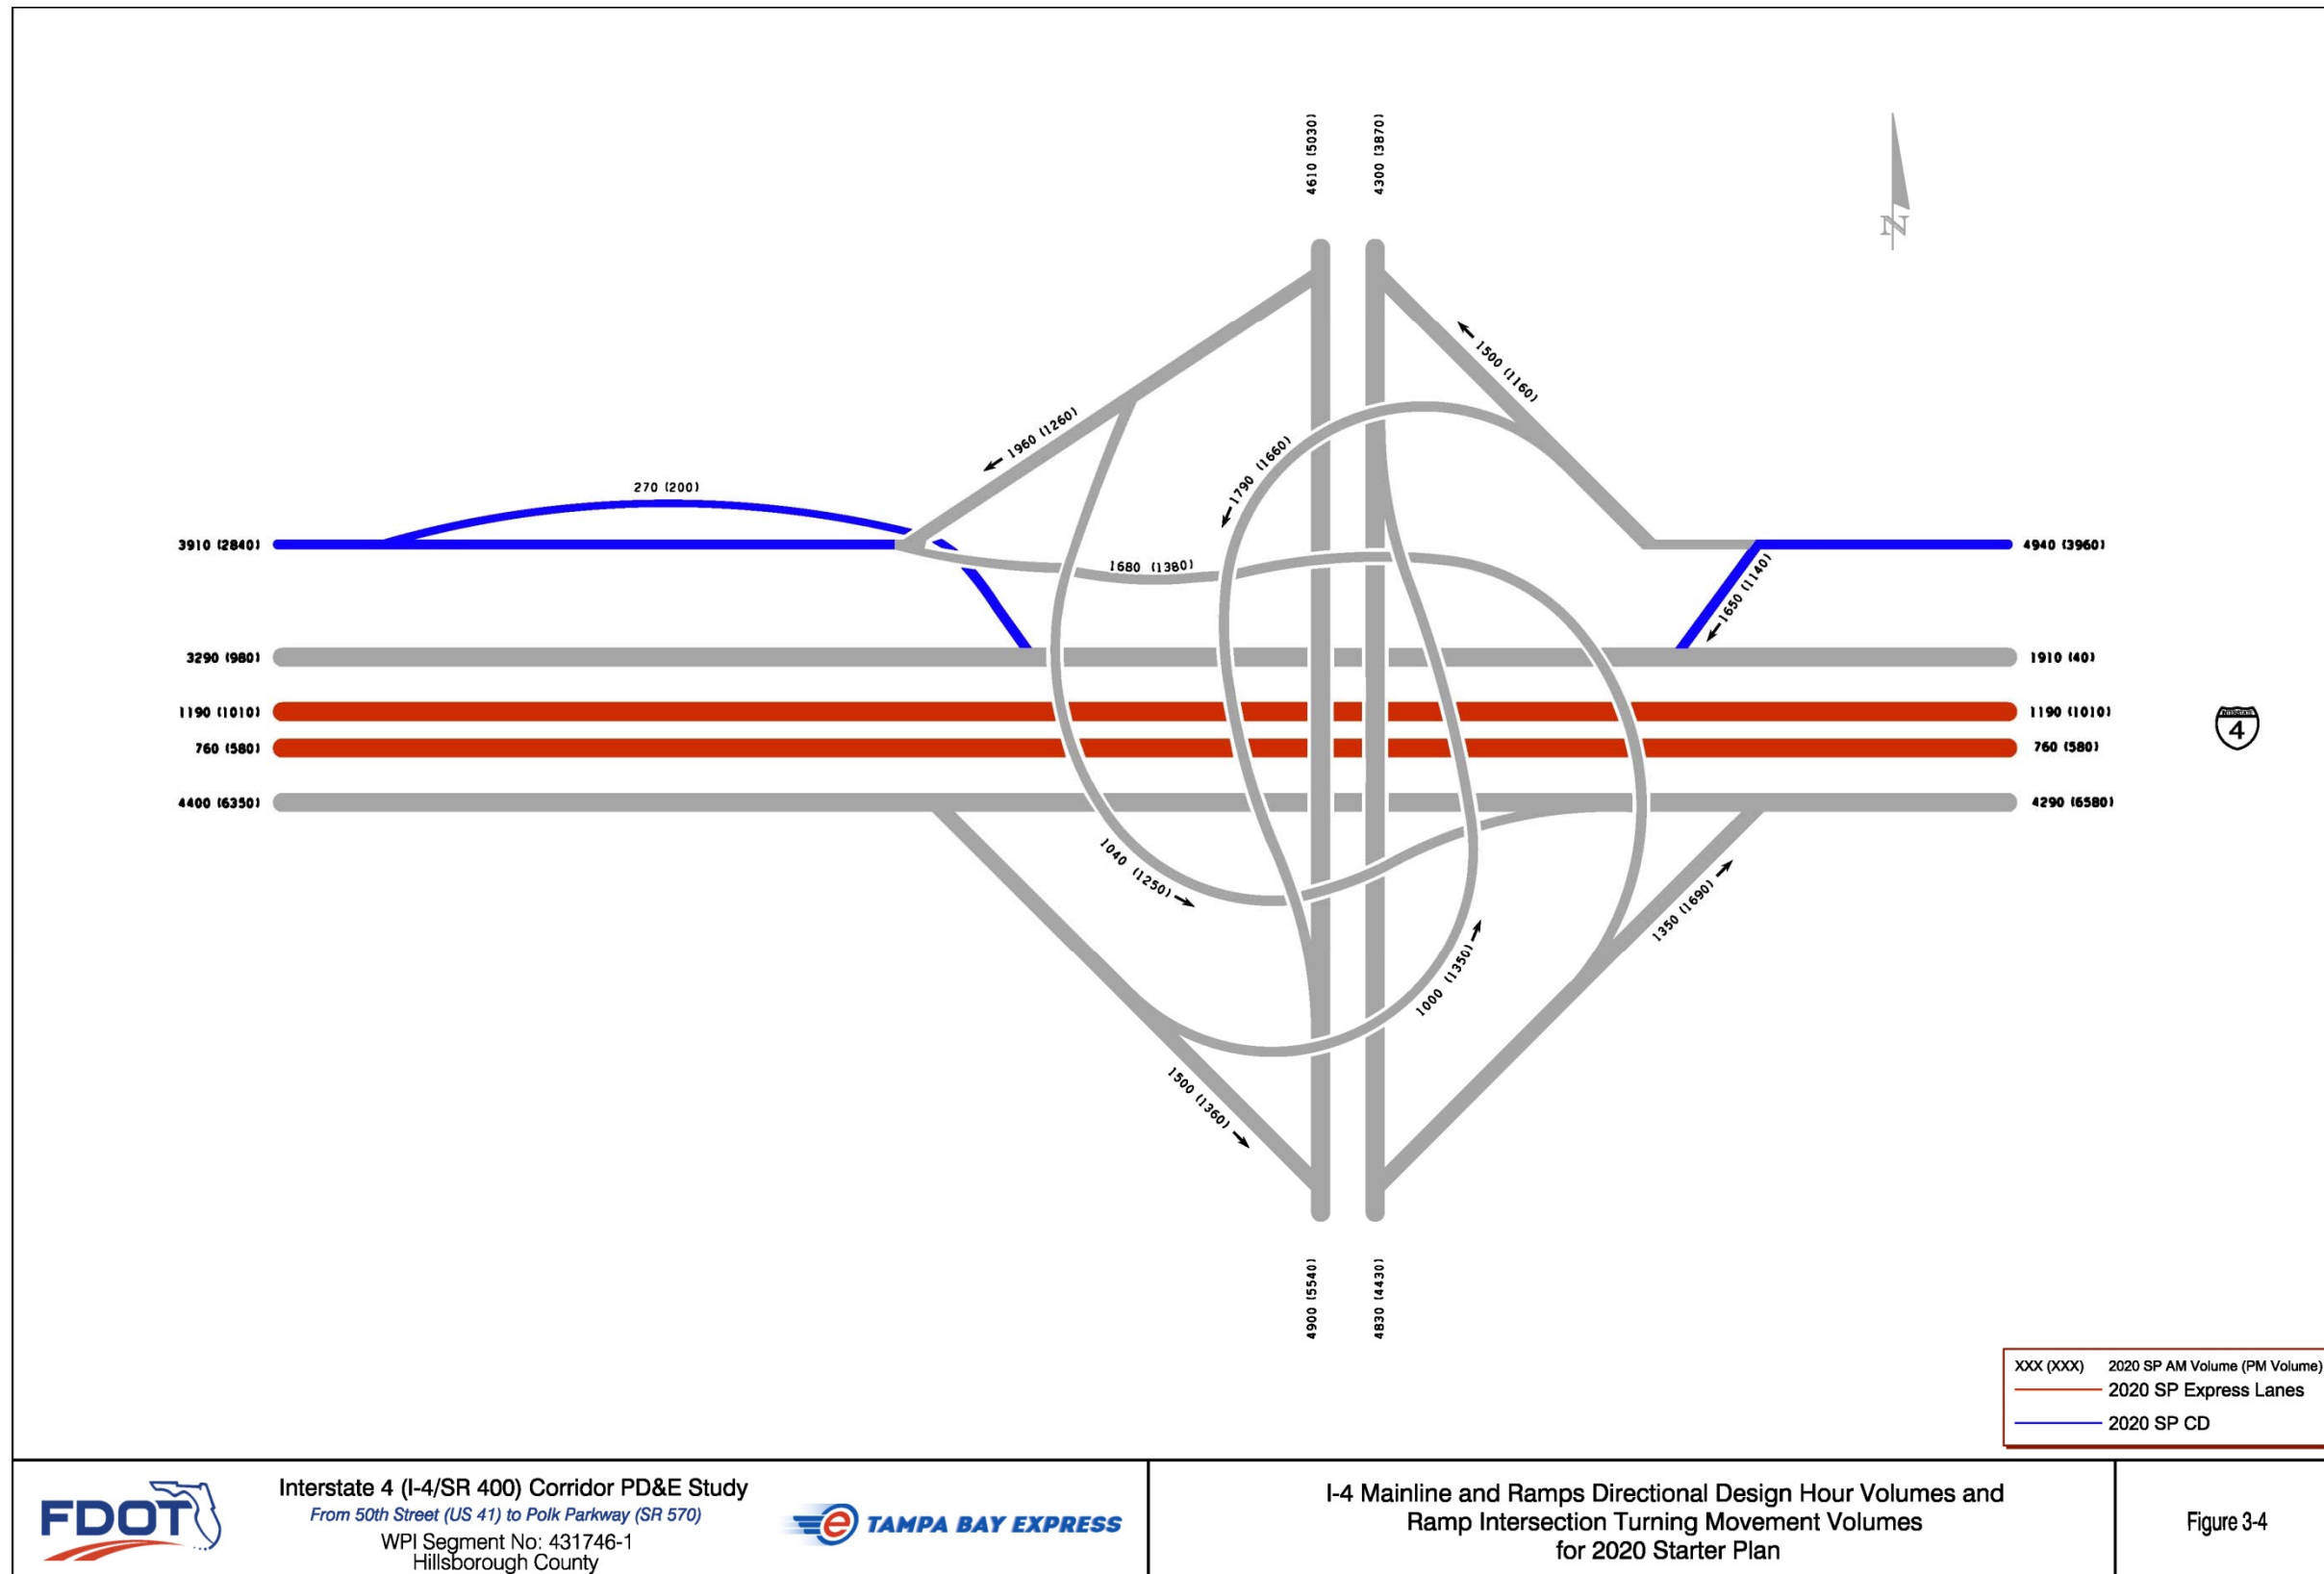 4610 (5030)
4300 (3870)
N
1500 (1160)
1960 (1260)
1790 (1660)
270 (200)
3910 (2840)
1680 (1380)
4940 (3960)
1650 (1140)
3290 (980)
1910 (40)
1190 (1010)
1190 (1010)
INTERSTATE
4
760 (580)
760 (580)
4400 (6350)
4290 (6580)
1040 (1250)
1350 (1690)
1000 (1350)
1500 (1360)
4900 (5540)
4830 (4430)
XXX (XXX) 2020 SP AM Volume (PM Volume)
2020 SP Express Lanes
2020 SP CD
FDOT
Interstate 4 (I-4/SR 400) Corridor PD&E Study
From 50th Street (US 41) to Polk Parkway (SR 570)
WPI Segment No: 431746-1
Hillsborough County
e TAMPA BAY EXPRESS
I-4 Mainline and Ramps Directional Design Hour Volumes and
Ramp Intersection Turning Movement Volumes
for 2020 Starter Plan
Figure 3-4